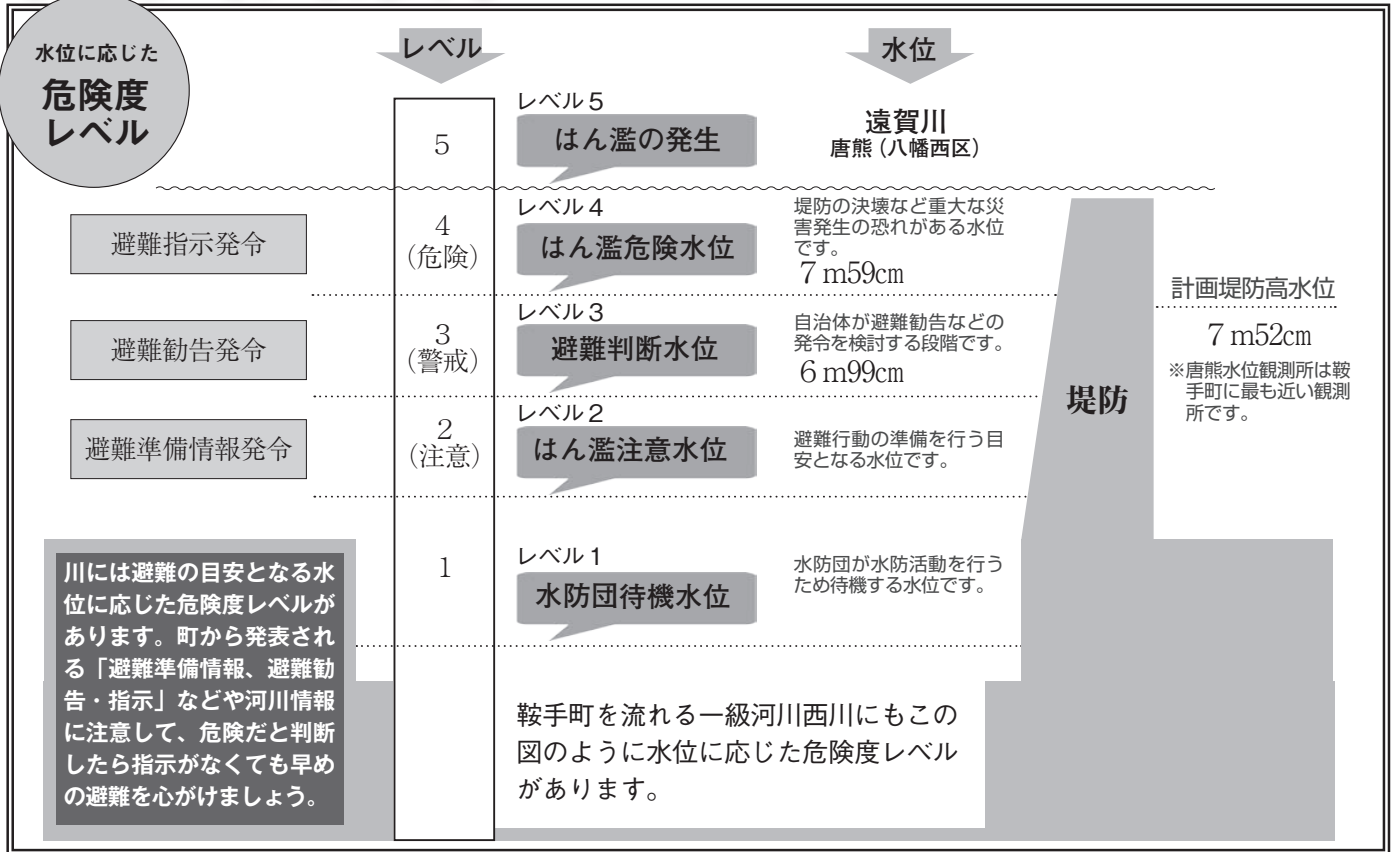 水位に応じた
危険度
レベル
レベル
水位
5
レベル5
はん濫の発生
遠賀川
唐熊（八幡西区）
避難指示発令
4
（危険）
レベル4
はん濫危険水位
堤防の決壊など重大な災
害発生の恐れがある水位
です。
7m59cm
避難勧告発令
3
（警戒）
レベル3
避難判断水位
自治体が避難勧告などの
発令を検討する段階です。
6m99cm
避難準備情報発令
2
（注意）
レベル2
はん濫注意水位
避難行動の準備を行う目
安となる水位です。
1
レベル1
水防団待機水位
水防団が水防活動を行う
ため待機する水位です。
堤防
計画堤防高水位
7m52cm
※唐熊水位観測所は鞍
手町に最も近い観測
所です。
川には避難の目安となる水
位に応じた危険度レベルが
あります。町から発表され
る「避難準備情報、避難勧
告・指示」などや河川情報
に注意して、危険だと判断
したら指示がなくても早め
の避難を心がけましょう。
鞍手町を流れる一級河川西川にもこの
図のように水位に応じた危険度レベル
があります。